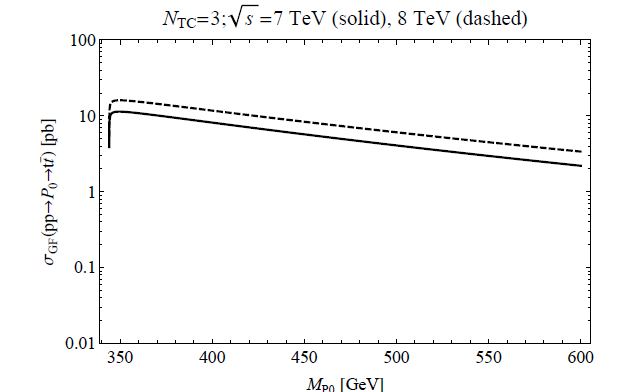 N_TC=3;√s =7 TeV (solid), 8 TeV (dashed)
100
10
1
0.1
0.01
σ_GF(pp→P_0→tt̄) [pb]
350 400 450 500 550 600
M_P0 [GeV]